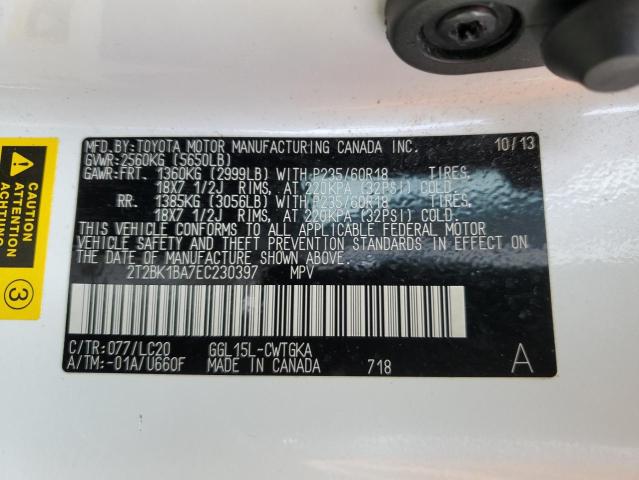 MFD.BY:TOYOTA MOTOR MANUFACTURING CANADA INC. 10/13
GVWR:2560KG (5650LB)
GAWR:FRT. 1360KG (2999LB) WITH P235/60R18 TIRES.
18X7 1/2J RIMS, AT 220KPA (32PSI) COLD.
RR. 1385KG (3056LB) WITH P235/60R18 TIRES.
18X7 1/2J RIMS, AT 220KPA (32PSI) COLD.
THIS VEHICLE CONFORMS TO ALL APPLICABLE FEDERAL MOTOR
VEHICLE SAFETY AND THEFT PREVENTION STANDARDS IN EFFECT ON
THE DATE OF MANUFACTURE SHOWN ABOVE.
2T2BK1BA7EC230397 MPV
C/TR:077/LC20 GGL15L-CWTGKA
A/TM:-01A/U660F MADE IN CANADA 718 A
CAUTION
ATTENTION
ACHTUNG
3